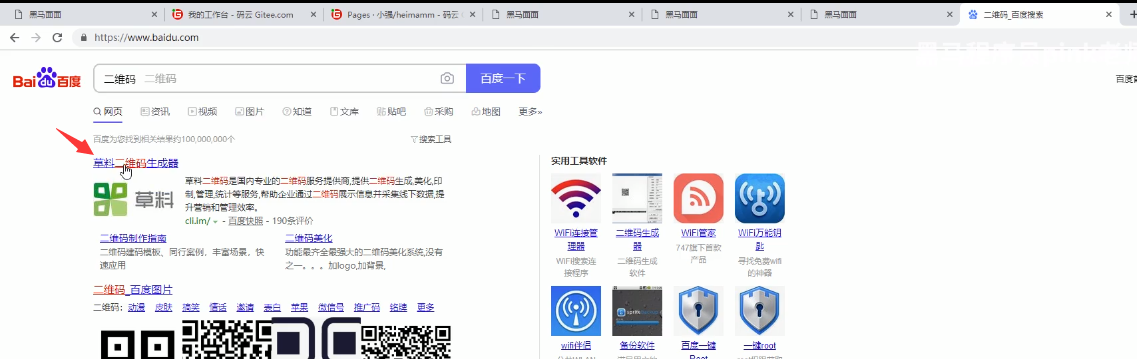 黑马面面
我的工作台 - 码云 Gitee.com
Pages · 小强/heimamm - 码云
黑马面面
黑马面面
黑马面面
二维码_百度搜索
https://www.baidu.com
Bai du 百度
二维码 二维码
百度一下
网页 资讯 视频 图片 知道 文库 贴吧 采购 地图 更多»
百度为您找到相关结果约100,000,000个
搜索工具
草料二维码生成器
草料
草料二维码是国内专业的二维码服务提供商,提供二维码生成,美化,印
制,管理,统计等服务,帮助企业通过二维码展示信息并采集线下数据,提
升营销和管理效率。
cli.im/ - 百度快照 - 190条评价
二维码制作指南
二维码建码模板，同行案例，丰富场景，快
速应用
二维码美化
功能最齐全最强大的二维码美化系统,没有
之一。。。加logo,加背景,
二维码_百度图片
二维码: 动漫 皮肤 搞笑 情话 邀请 表白 苹果 微信号 推广码 铭牌 更多
实用工具软件
WiFi连接管
理器
WIFI搜索连
接程序
二维码生成
器
二维码生成
软件
WiFi管家
747旗下首款
产品
WiFi万能钥
匙
寻找免费wifi
的神器
wifi伴侣
备份软件
百度一键
Root
一键root